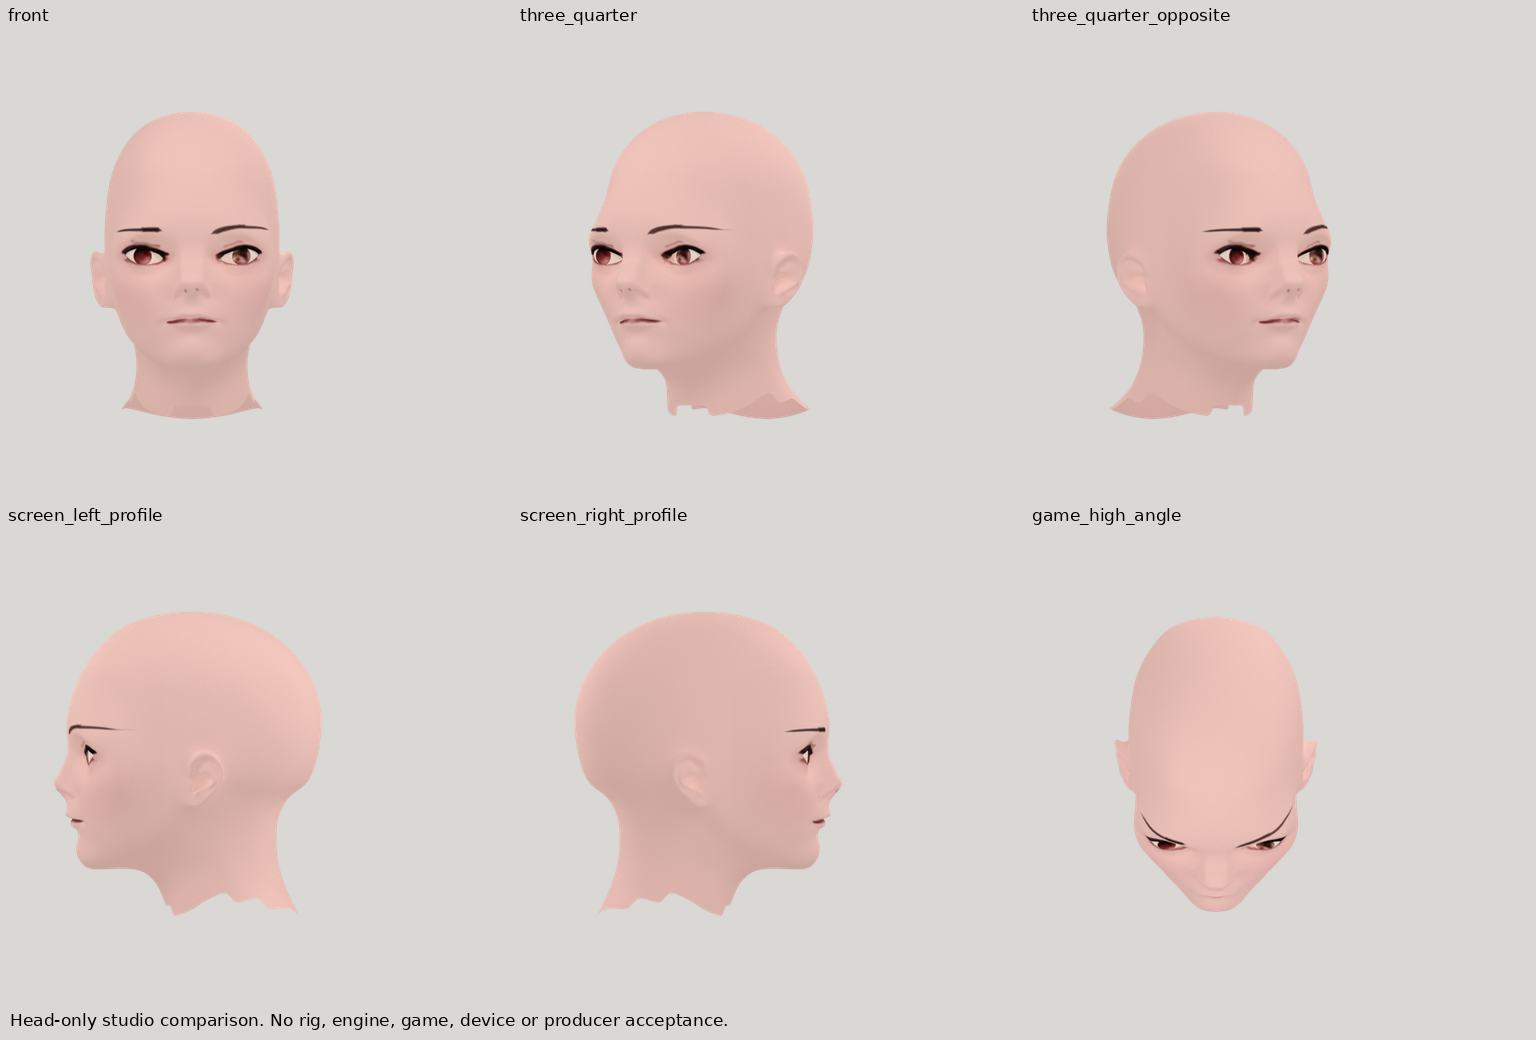 front
three_quarter
three_quarter_opposite
screen_left_profile
screen_right_profile
game_high_angle
Head-only studio comparison. No rig, engine, game, device or producer acceptance.